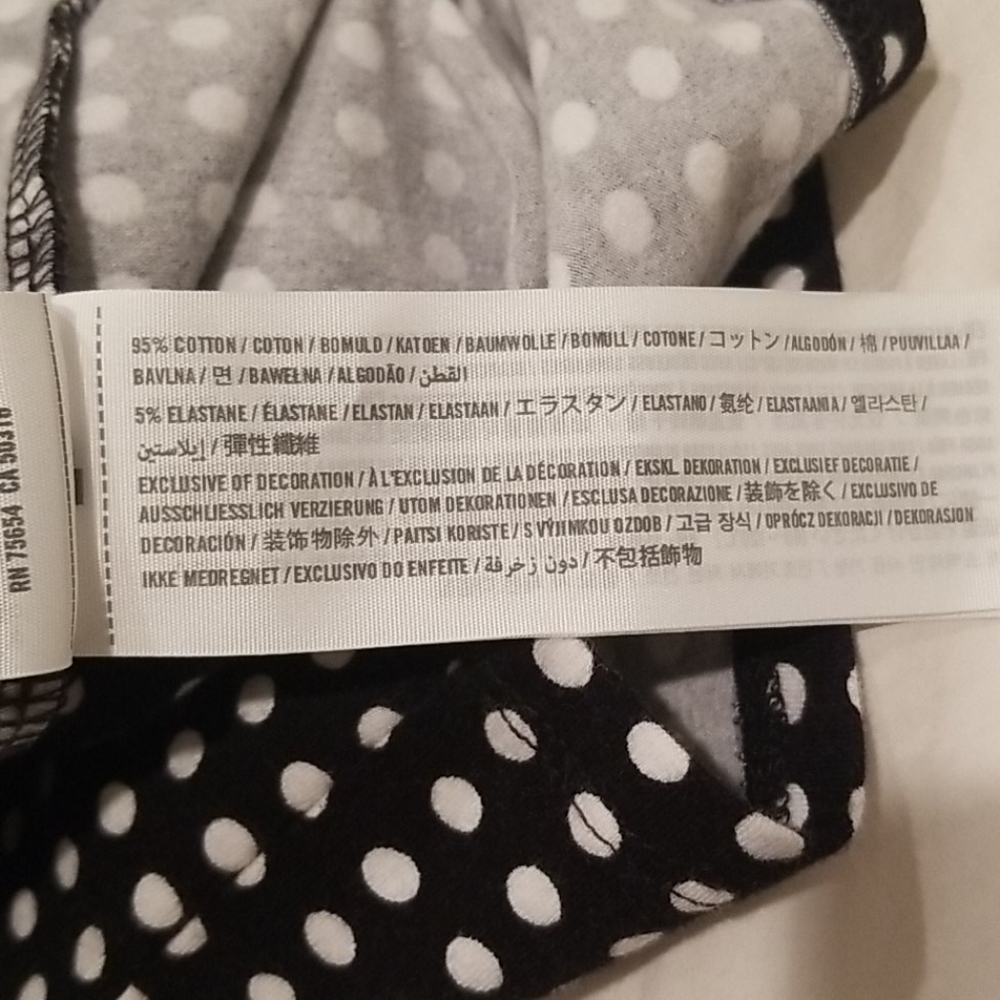 RN 75654 CA 50310
95% COTTON / COTON / BOMULD / KATOEN / BAUMWOLLE / BOMULL / COTONE / コットン / ALGODÓN / 棉 / PUUVILLAA /
BAVLNA / 면 / BAWEŁNA / ALGODÃO / القطن
5% ELASTANE / ÉLASTANE / ELASTAN / ELASTAAN / エラスタン / ELASTANO / 氨纶 / ELASTAANIA / 엘라스탄 /
إيلاستين / 彈性纖維
EXCLUSIVE OF DECORATION / À L'EXCLUSION DE LA DÉCORATION / EKSKL. DEKORATION / EXCLUSIEF DECORATIE /
AUSSCHLIESSLICH VERZIERUNG / UTOM DEKORATIONEN / ESCLUSA DECORAZIONE / 装飾を除く / EXCLUSIVO DE
DECORACIÓN / 装饰物除外 / PAITSI KORISTE / S VÝJIMKOU OZDOB / 고급 장식 / OPRÓCZ DEKORACJI / DEKORASJON
IKKE MEDREGNET / EXCLUSIVO DO ENFEITE / دون زخرفة / 不包括飾物